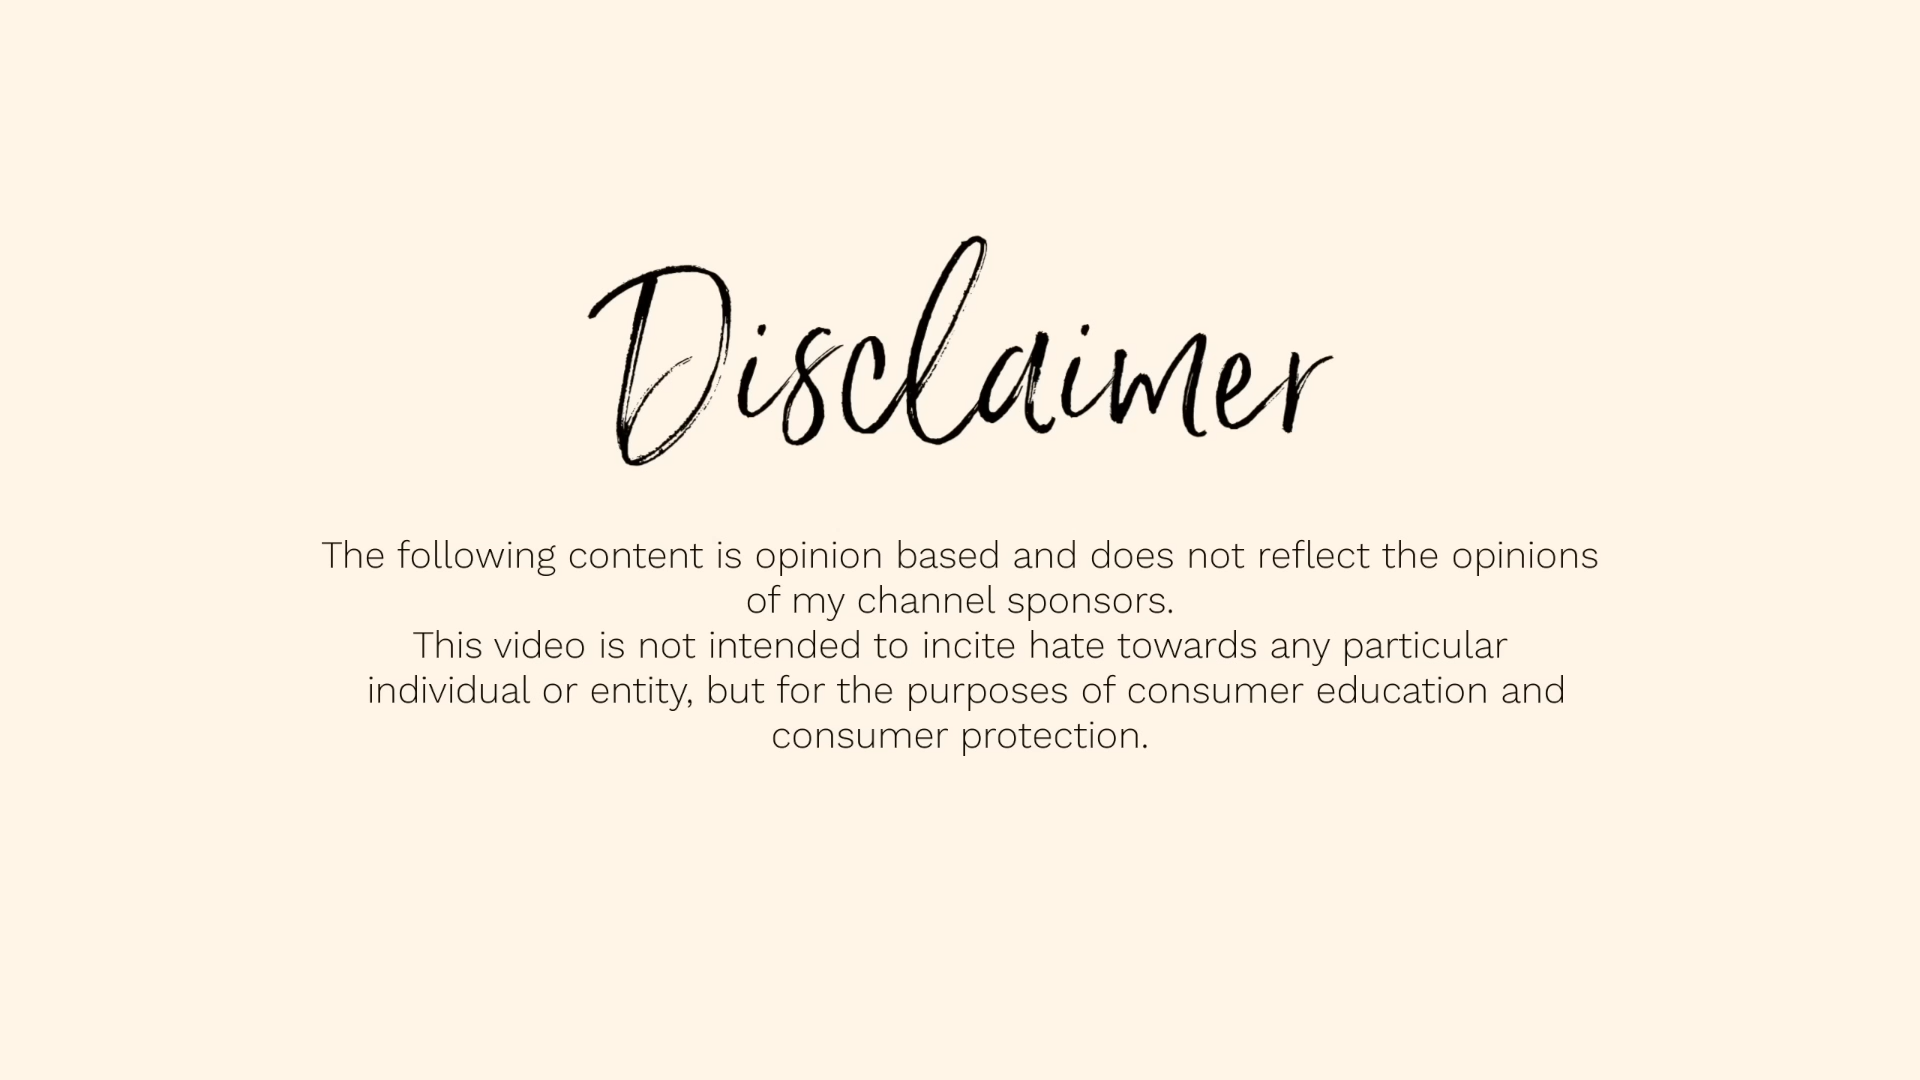 Disclaimer
The following content is opinion based and does not reflect the opinions
of my channel sponsors.
This video is not intended to incite hate towards any particular
individual or entity, but for the purposes of consumer education and
consumer protection.